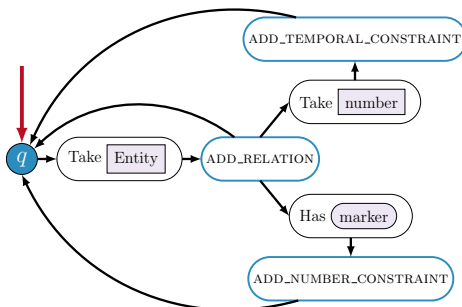 ADD_TEMPORAL_CONSTRAINT
Take number
q Take Entity ADD_RELATION
Has marker
ADD_NUMBER_CONSTRAINT